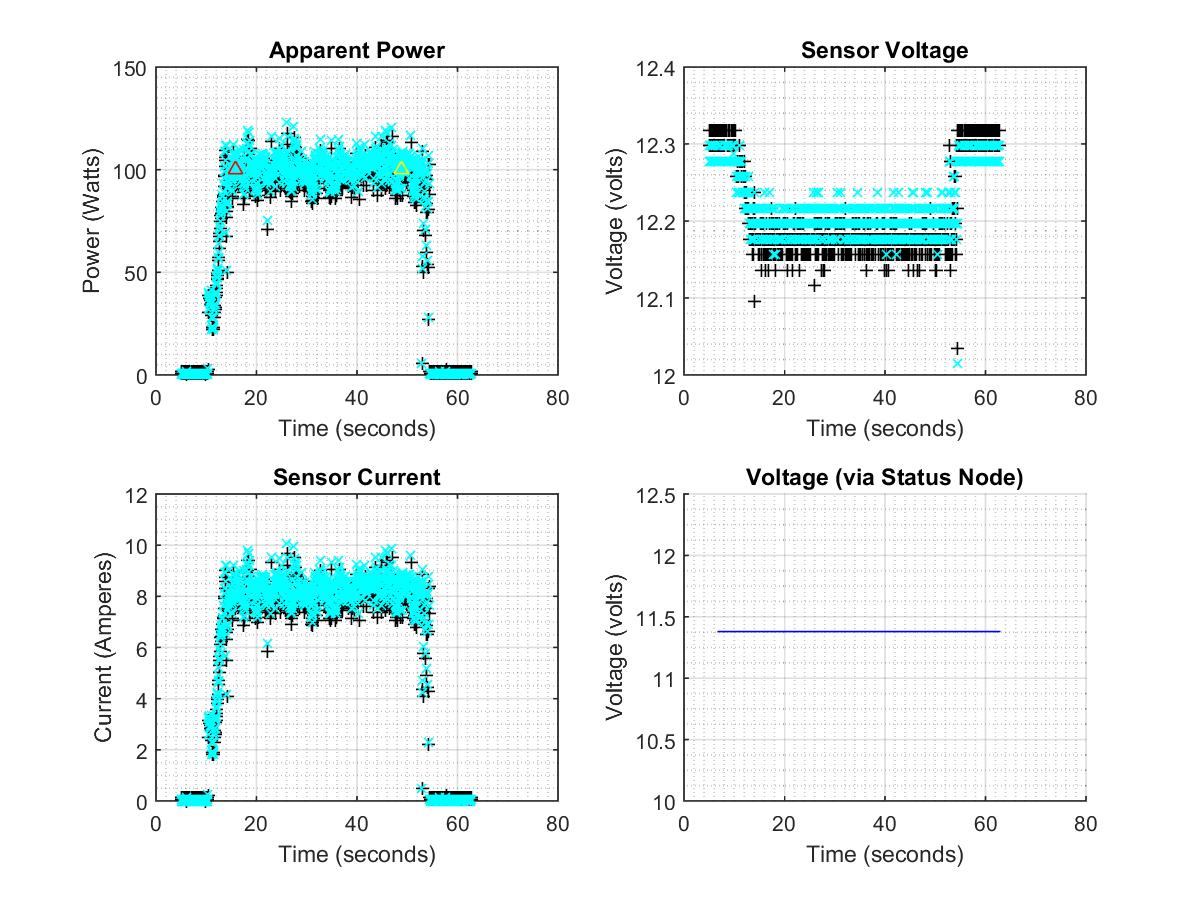 Apparent Power
150
100
50
0
Power (Watts)
0 20 40 60 80
Time (seconds)
Sensor Voltage
12.4
12.3
12.2
12.1
12
Voltage (volts)
0 20 40 60 80
Time (seconds)
Sensor Current
12
10
8
6
4
2
0
Current (Amperes)
0 20 40 60 80
Time (seconds)
Voltage (via Status Node)
12.5
12
11.5
11
10.5
10
Voltage (volts)
0 20 40 60 80
Time (seconds)